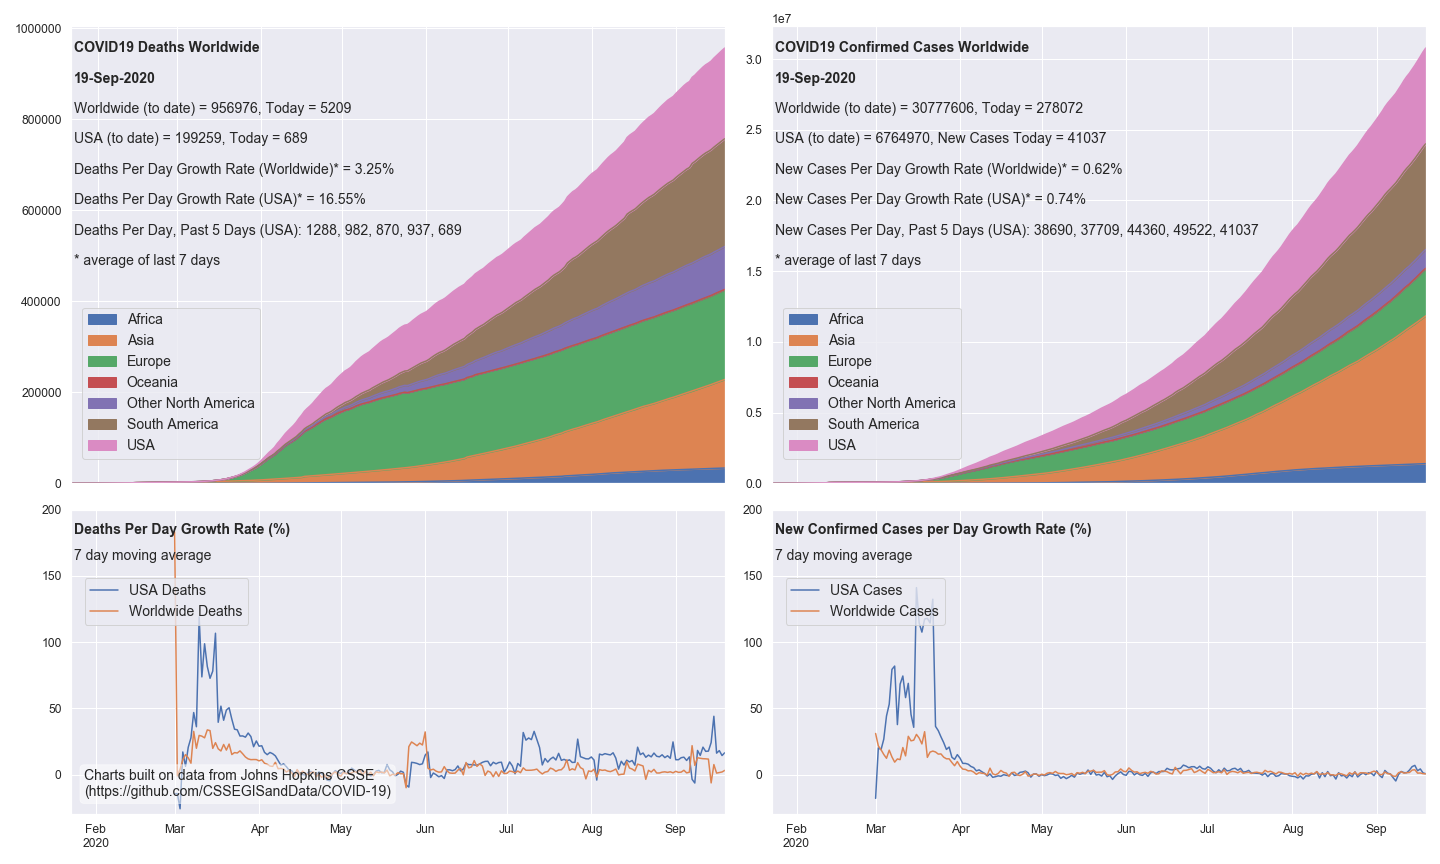 COVID19 Deaths Worldwide
19-Sep-2020
Worldwide (to date) = 956976, Today = 5209
USA (to date) = 199259, Today = 689
Deaths Per Day Growth Rate (Worldwide)* = 3.25%
Deaths Per Day Growth Rate (USA)* = 16.55%
Deaths Per Day, Past 5 Days (USA): 1288, 982, 870, 937, 689
* average of last 7 days
1000000
800000
600000
400000
200000
0
Africa
Asia
Europe
Oceania
Other North America
South America
USA
1e7
COVID19 Confirmed Cases Worldwide
19-Sep-2020
Worldwide (to date) = 30777606, Today = 278072
USA (to date) = 6764970, New Cases Today = 41037
New Cases Per Day Growth Rate (Worldwide)* = 0.62%
New Cases Per Day Growth Rate (USA)* = 0.74%
New Cases Per Day, Past 5 Days (USA): 38690, 37709, 44360, 49522, 41037
* average of last 7 days
3.0
2.5
2.0
1.5
1.0
0.5
0.0
Africa
Asia
Europe
Oceania
Other North America
South America
USA
Deaths Per Day Growth Rate (%)
7 day moving average
USA Deaths
Worldwide Deaths
200
150
100
50
0
Charts built on data from Johns Hopkins CSSE
(https://github.com/CSSEGISandData/COVID-19)
Feb Mar Apr May Jun Jul Aug Sep
2020
New Confirmed Cases per Day Growth Rate (%)
7 day moving average
USA Cases
Worldwide Cases
200
150
100
50
0
Feb Mar Apr May Jun Jul Aug Sep
2020